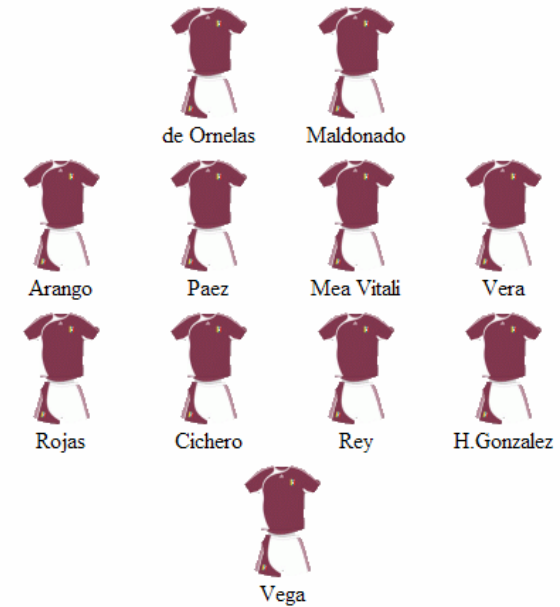 de Ornelas Maldonado
Arango Paez Mea Vitali Vera
Rojas Cichero Rey H.Gonzalez
Vega